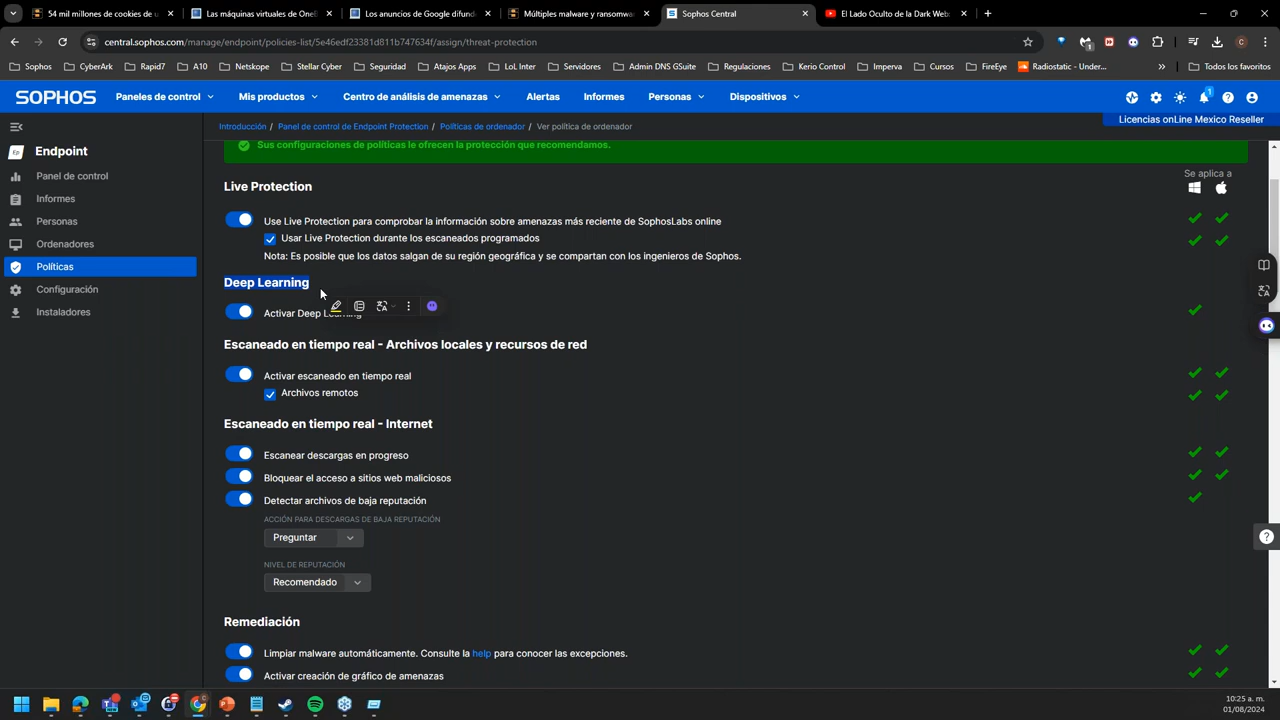 54 mil millones de cookies de u
Las máquinas virtuales de OneB
Los anuncios de Google difund
Múltiples malware y ransomwa
Sophos Central
El Lado Oculto de la Dark Web
central.sophos.com/manage/endpoint/policies-list/5e46edf23381d811b747634f/assign/threat-protection
Sophos
CyberArk
Rapid7
A10
Netskope
Stellar Cyber
Seguridad
Atajos Apps
LoL Inter
Servidores
Admin DNS GSuite
Regulaciones
Kerio Control
Imperva
Cursos
FireEye
Radiostatic - Under...
Todos los favoritos
SOPHOS
Paneles de control
Mis productos
Centro de análisis de amenazas
Alertas
Informes
Personas
Dispositivos
1
Licencias onLine Mexico Reseller
Introducción / Panel de control de Endpoint Protection / Políticas de ordenador / Ver política de ordenador
Ep Endpoint
Panel de control
Informes
Personas
Ordenadores
Políticas
Configuración
Instaladores
Sus configuraciones de políticas le ofrecen la protección que recomendamos.
Se aplica a
Live Protection
Use Live Protection para comprobar la información sobre amenazas más reciente de SophosLabs online
Usar Live Protection durante los escaneados programados
Nota: Es posible que los datos salgan de su región geográfica y se compartan con los ingenieros de Sophos.
Deep Learning
Activar Deep Learning
Escaneado en tiempo real - Archivos locales y recursos de red
Activar escaneado en tiempo real
Archivos remotos
Escaneado en tiempo real - Internet
Escanear descargas en progreso
Bloquear el acceso a sitios web maliciosos
Detectar archivos de baja reputación
ACCIÓN PARA DESCARGAS DE BAJA REPUTACIÓN
Preguntar
NIVEL DE REPUTACIÓN
Recomendado
Remediación
Limpiar malware automáticamente. Consulte la help para conocer las excepciones.
Activar creación de gráfico de amenazas
10:25 a. m.
01/08/2024